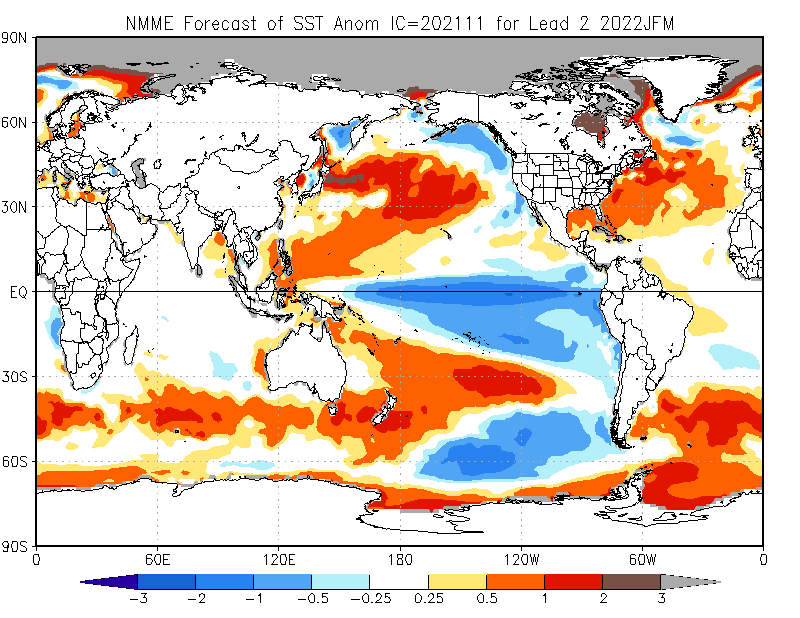 NMME Forecast of SST Anom IC=202111 for Lead 2 2022JFM
90N
60N
30N
EQ
30S
60S
90S
0 60E 120E 180 120W 60W 0
-3 -2 -1 -0.5 -0.25 0.25 0.5 1 2 3